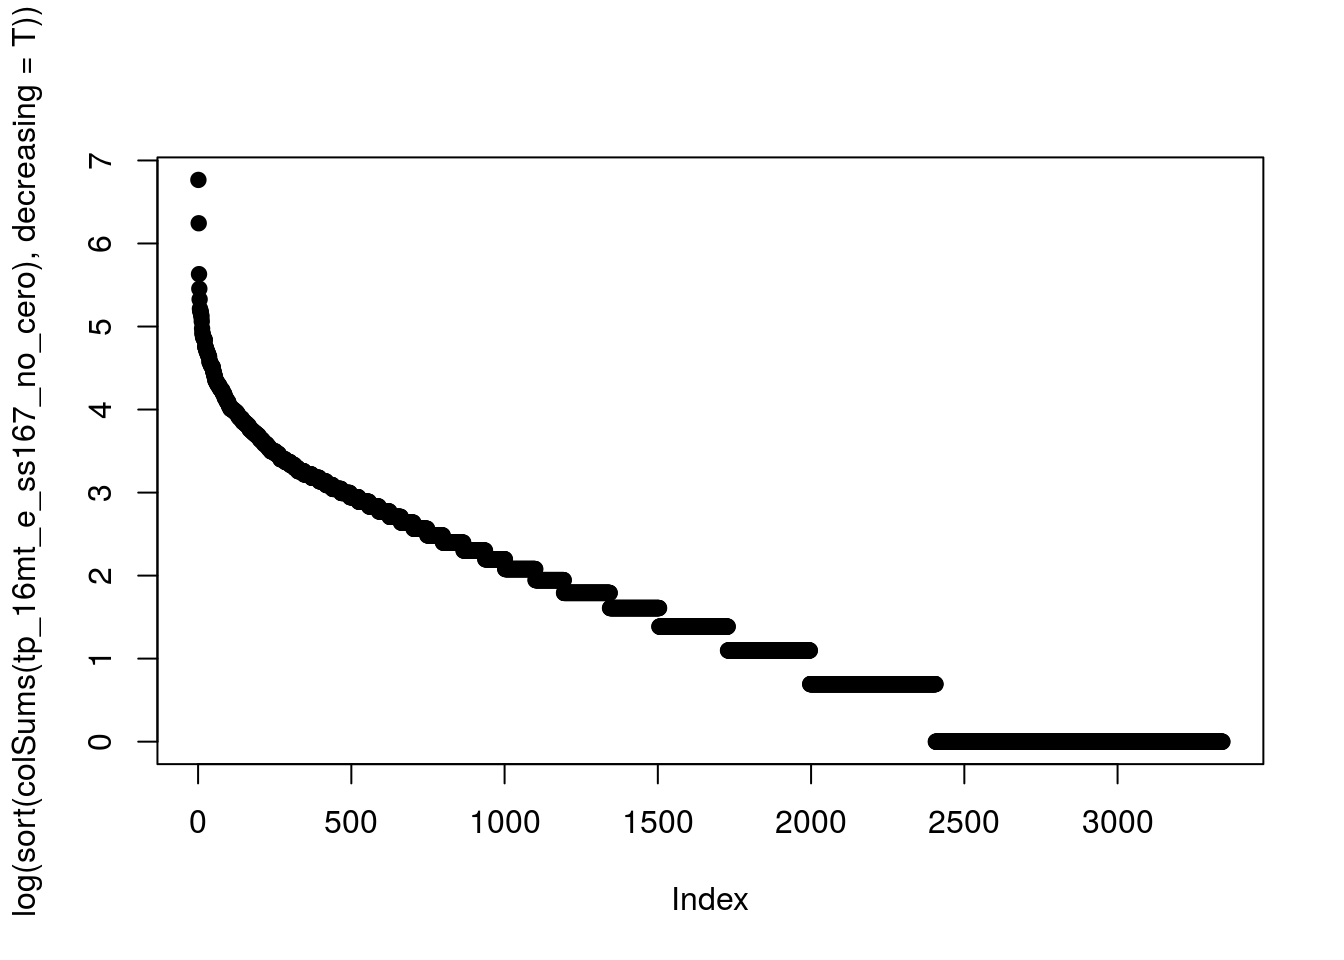 log(sort(colSums(tp_16mt_e_ss167_no_cero), decreasing = T))
7
6
5
4
3
2
1
0
0 500 1000 1500 2000 2500 3000
Index